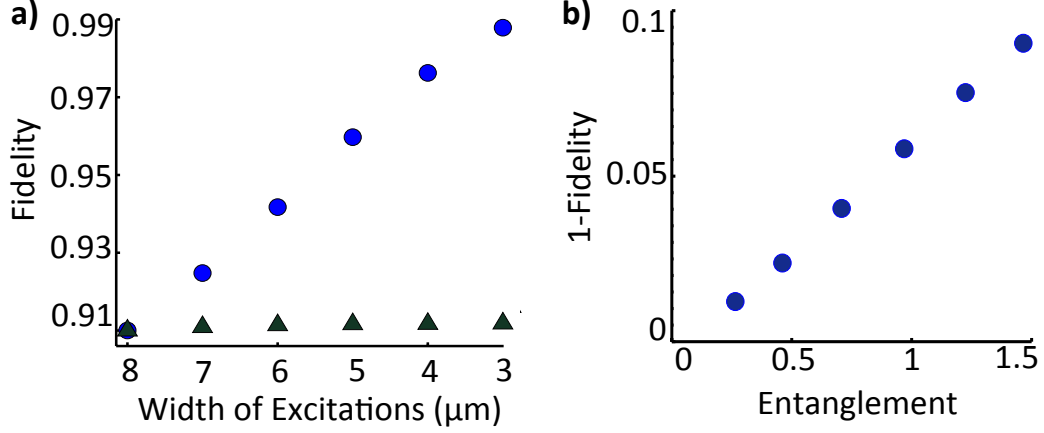 a)
0.99
0.97
0.95
0.93
0.91
Fidelity
8 7 6 5 4 3
Width of Excitations (μm)
b)
0.1
0.05
0
1-Fidelity
0 0.5 1 1.5
Entanglement